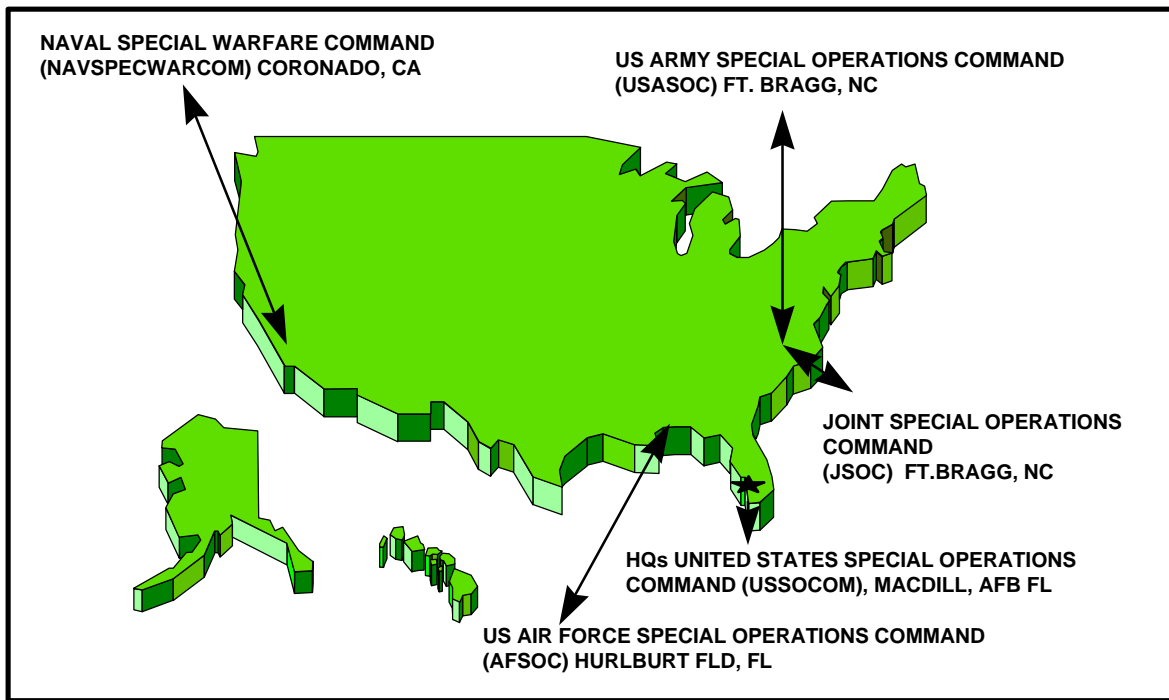 NAVAL SPECIAL WARFARE COMMAND
(NAVSPECWARCOM) CORONADO, CA
US ARMY SPECIAL OPERATIONS COMMAND
(USASOC) FT. BRAGG, NC
JOINT SPECIAL OPERATIONS
COMMAND
(JSOC)  FT.BRAGG, NC
HQs UNITED STATES SPECIAL OPERATIONS
COMMAND (USSOCOM), MACDILL, AFB FL
US AIR FORCE SPECIAL OPERATIONS COMMAND
(AFSOC) HURLBURT FLD, FL